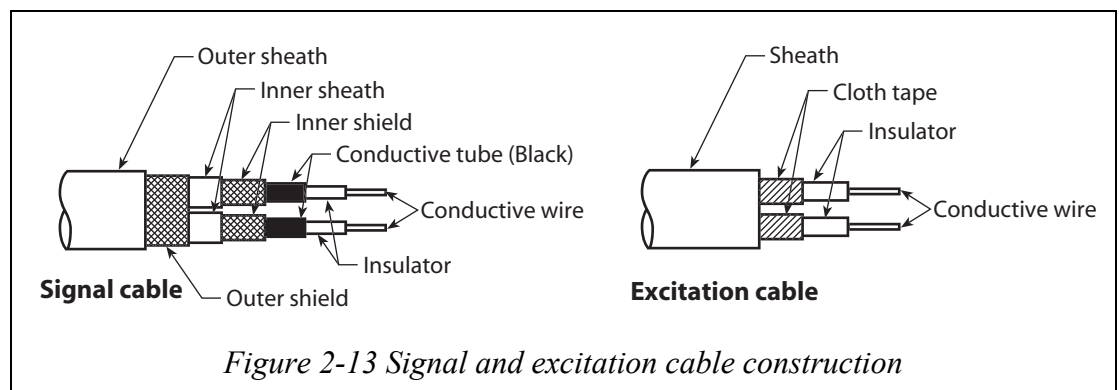 Outer sheath
Inner sheath
Inner shield
Conductive tube (Black)
Conductive wire
Insulator
Outer shield
Signal cable
Sheath
Cloth tape
Insulator
Conductive wire
Excitation cable
Figure 2-13 Signal and excitation cable construction